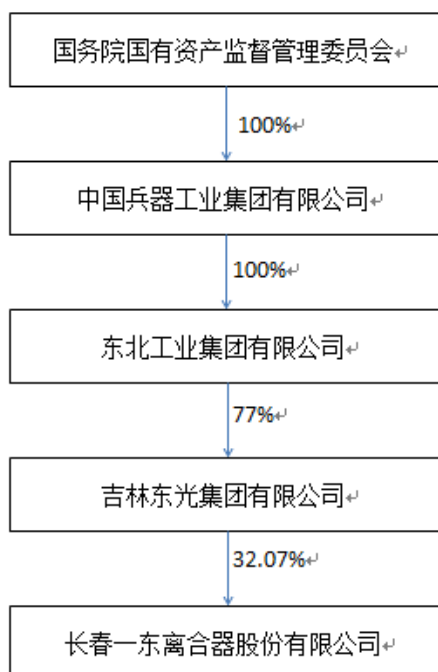 国务院国有资产监督管理委员会
100%
中国兵器工业集团有限公司
100%
东北工业集团有限公司
77%
吉林东光集团有限公司
32.07%
长春一东离合器股份有限公司